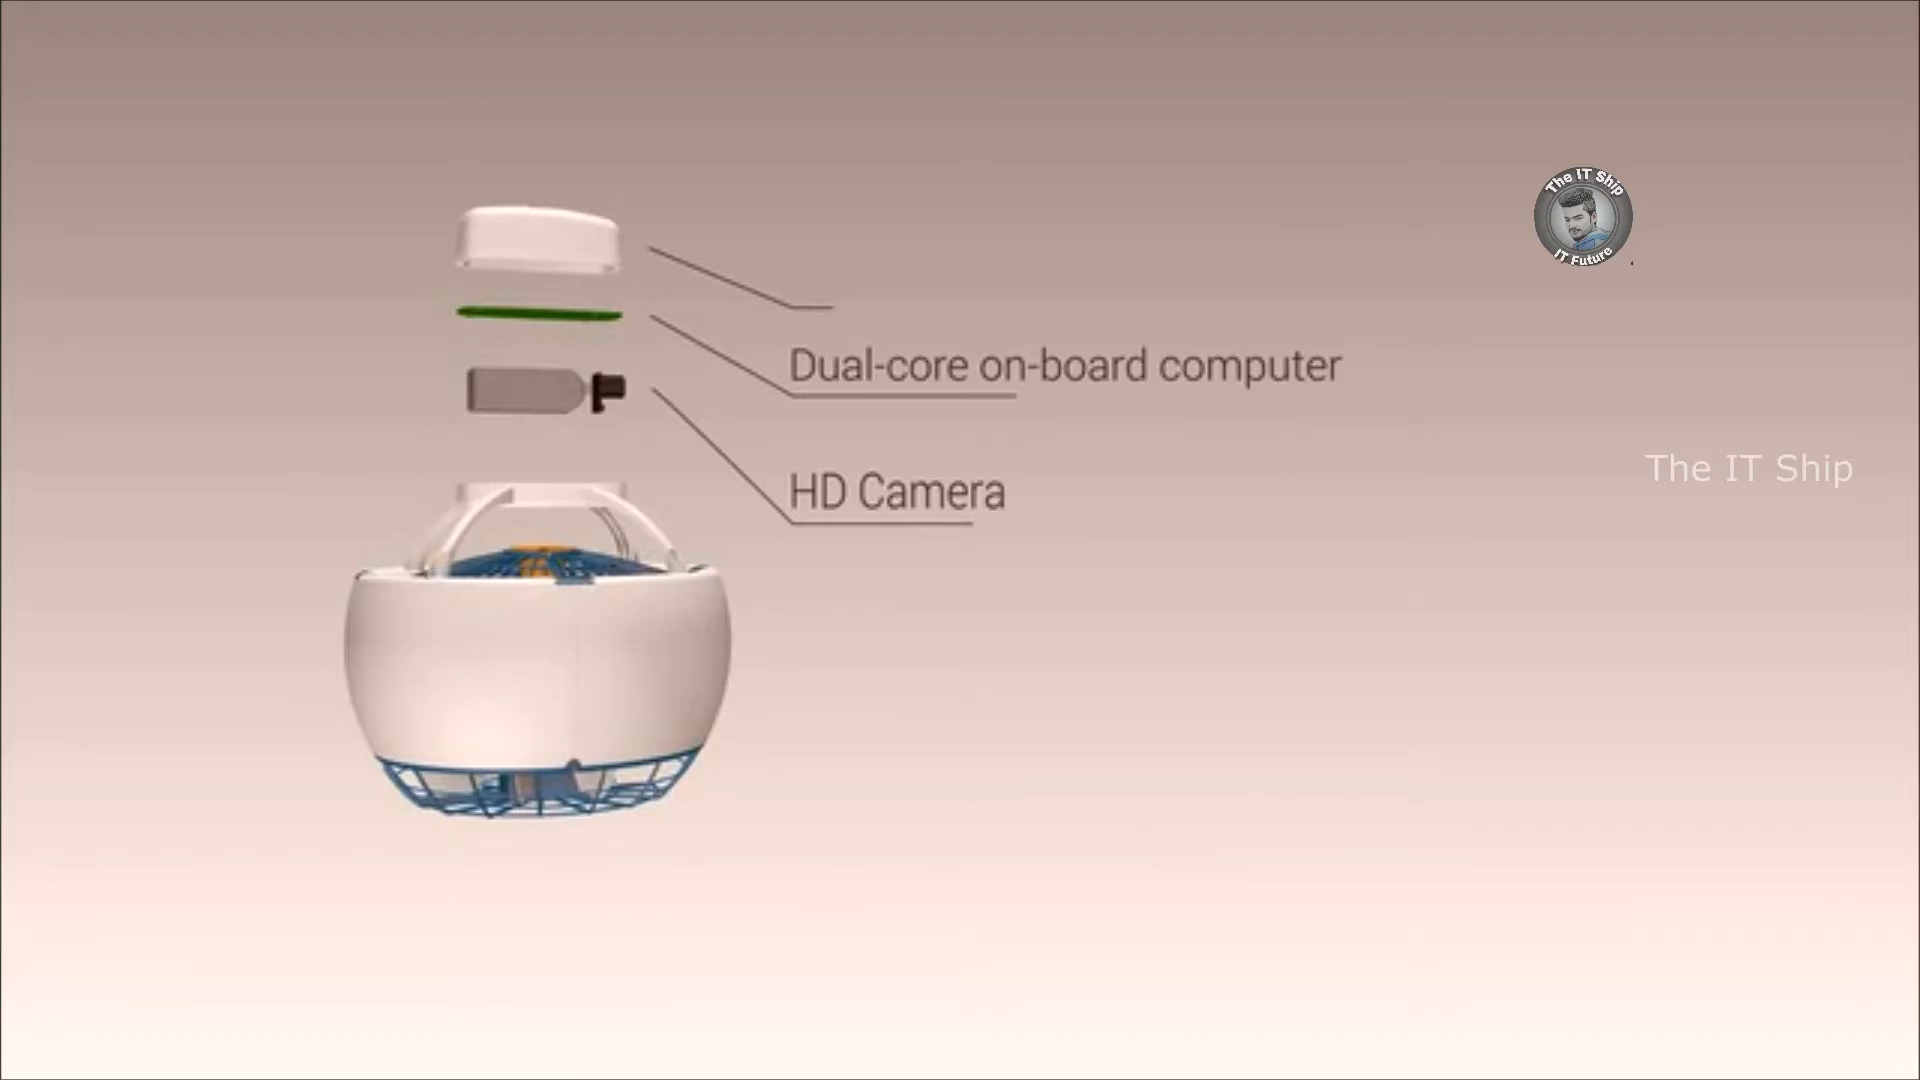 The IT Ship
IT Future
Dual-core on-board computer
The IT Ship
HD Camera